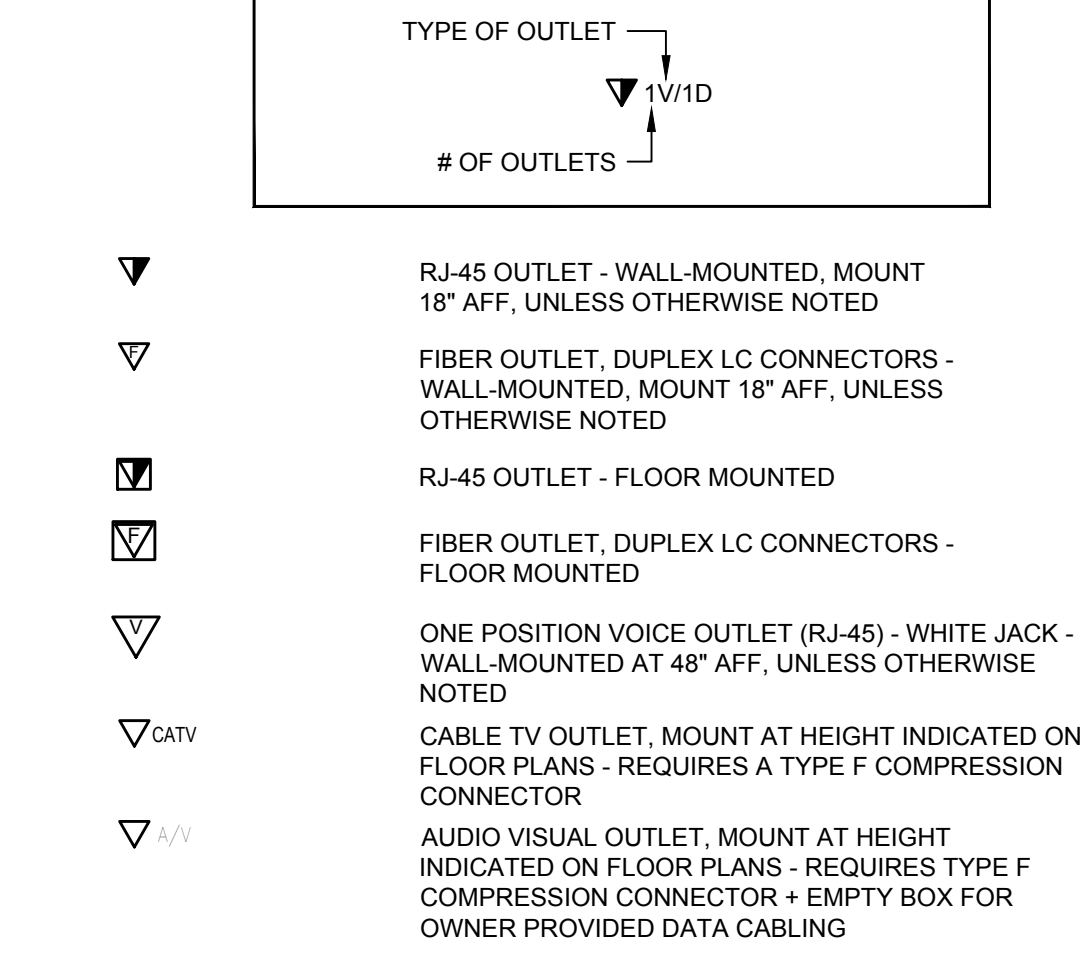 TYPE OF OUTLET
1V/1D
# OF OUTLETS
RJ-45 OUTLET - WALL-MOUNTED, MOUNT
18" AFF, UNLESS OTHERWISE NOTED
F
FIBER OUTLET, DUPLEX LC CONNECTORS -
WALL-MOUNTED, MOUNT 18" AFF, UNLESS
OTHERWISE NOTED
RJ-45 OUTLET - FLOOR MOUNTED
F
FIBER OUTLET, DUPLEX LC CONNECTORS -
FLOOR MOUNTED
V
ONE POSITION VOICE OUTLET (RJ-45) - WHITE JACK -
WALL-MOUNTED AT 48" AFF, UNLESS OTHERWISE
NOTED
CATV
CABLE TV OUTLET, MOUNT AT HEIGHT INDICATED ON
FLOOR PLANS - REQUIRES A TYPE F COMPRESSION
CONNECTOR
A/V
AUDIO VISUAL OUTLET, MOUNT AT HEIGHT
INDICATED ON FLOOR PLANS - REQUIRES TYPE F
COMPRESSION CONNECTOR + EMPTY BOX FOR
OWNER PROVIDED DATA CABLING